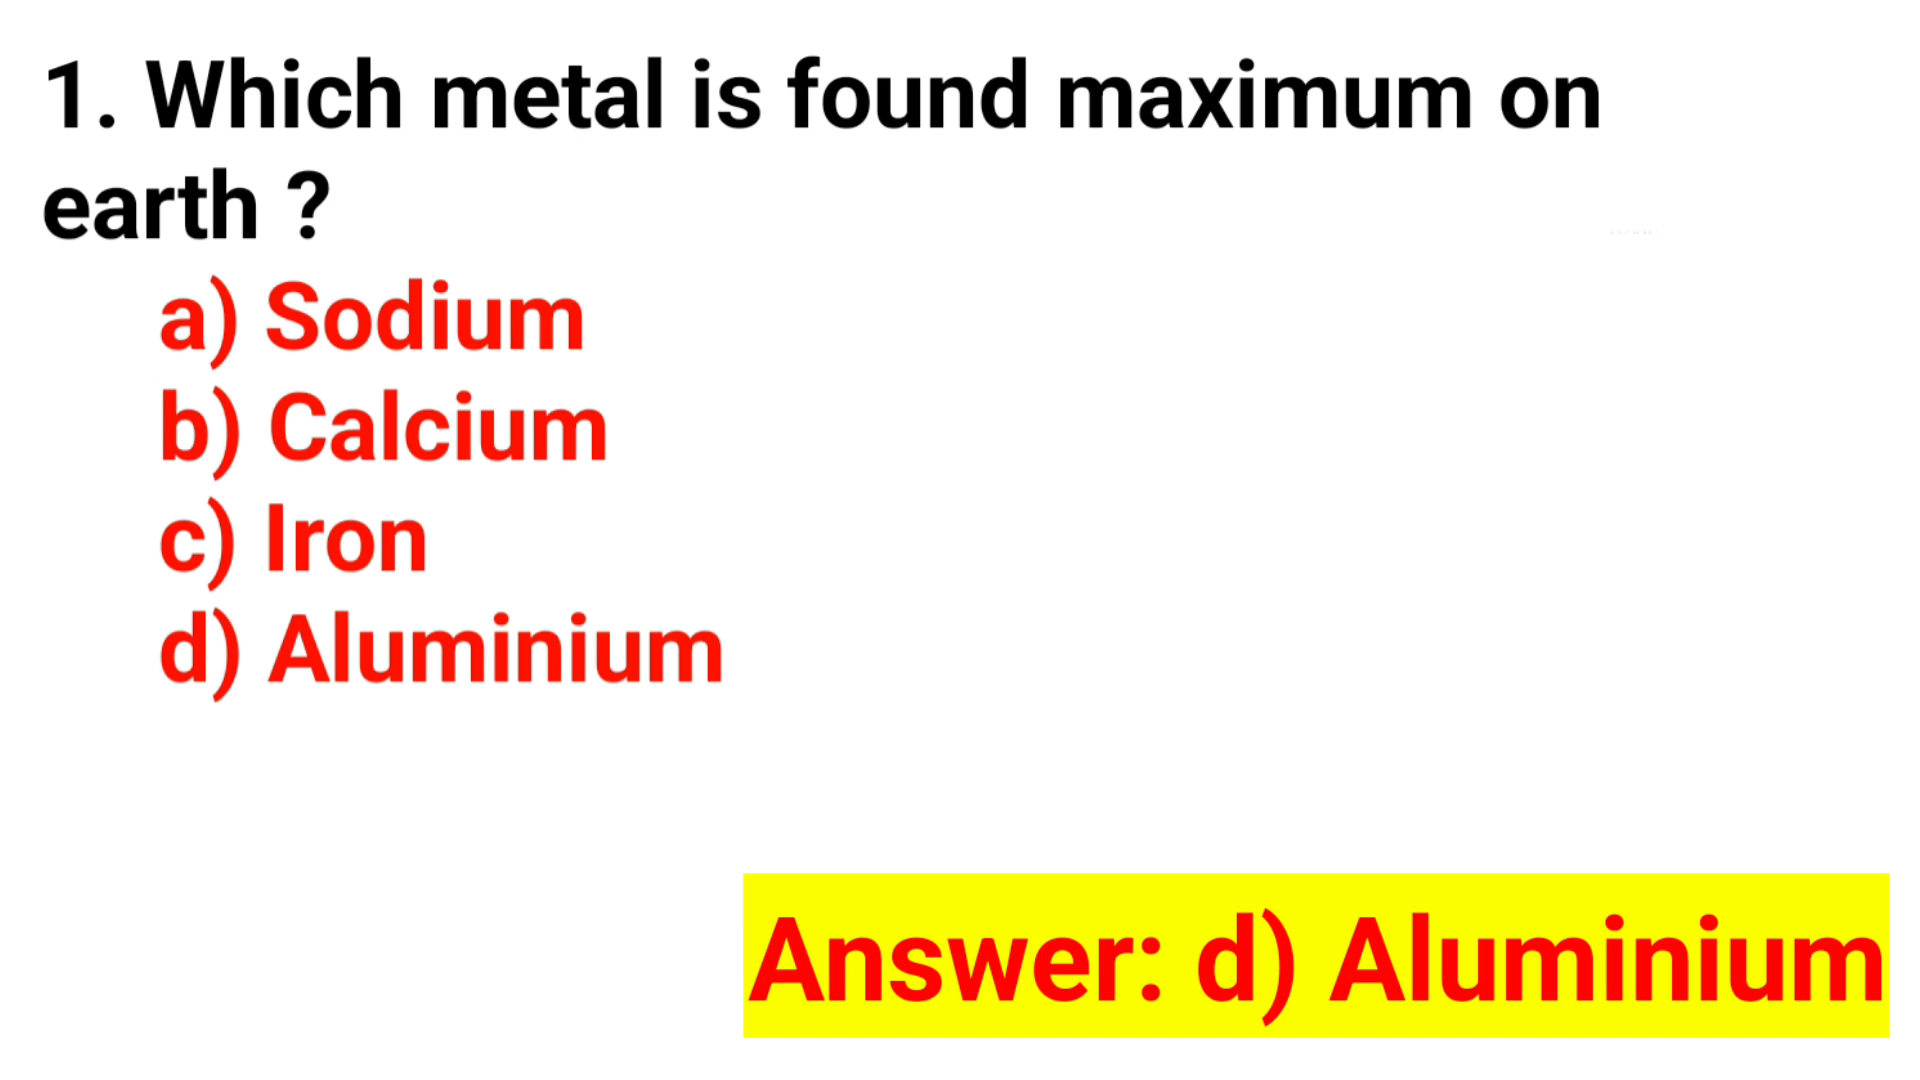 1. Which metal is found maximum on
earth ?
a) Sodium
b) Calcium
c) Iron
d) Aluminium
Answer: d) Aluminium